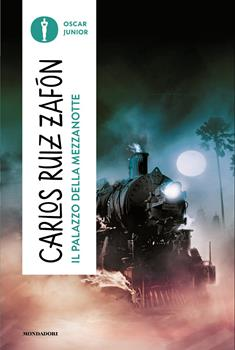 OSCAR
JUNIOR
CARLOS RUIZ ZAFÓN
IL PALAZZO DELLA MEZZANOTTE
MONDADORI